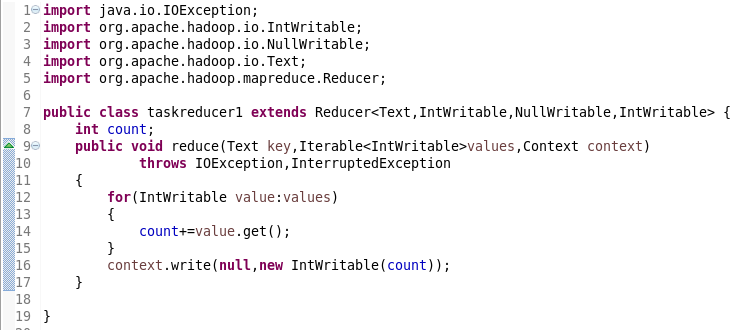 1 import java.io.IOException;
2 import org.apache.hadoop.io.IntWritable;
3 import org.apache.hadoop.io.NullWritable;
4 import org.apache.hadoop.io.Text;
5 import org.apache.hadoop.mapreduce.Reducer;
6
7 public class taskreducer1 extends Reducer<Text,IntWritable,NullWritable,IntWritable> {
8     int count;
9     public void reduce(Text key,Iterable<IntWritable>values,Context context)
10             throws IOException,InterruptedException
11     {
12         for(IntWritable value:values)
13         {
14             count+=value.get();
15         }
16         context.write(null,new IntWritable(count));
17     }
18
19 }